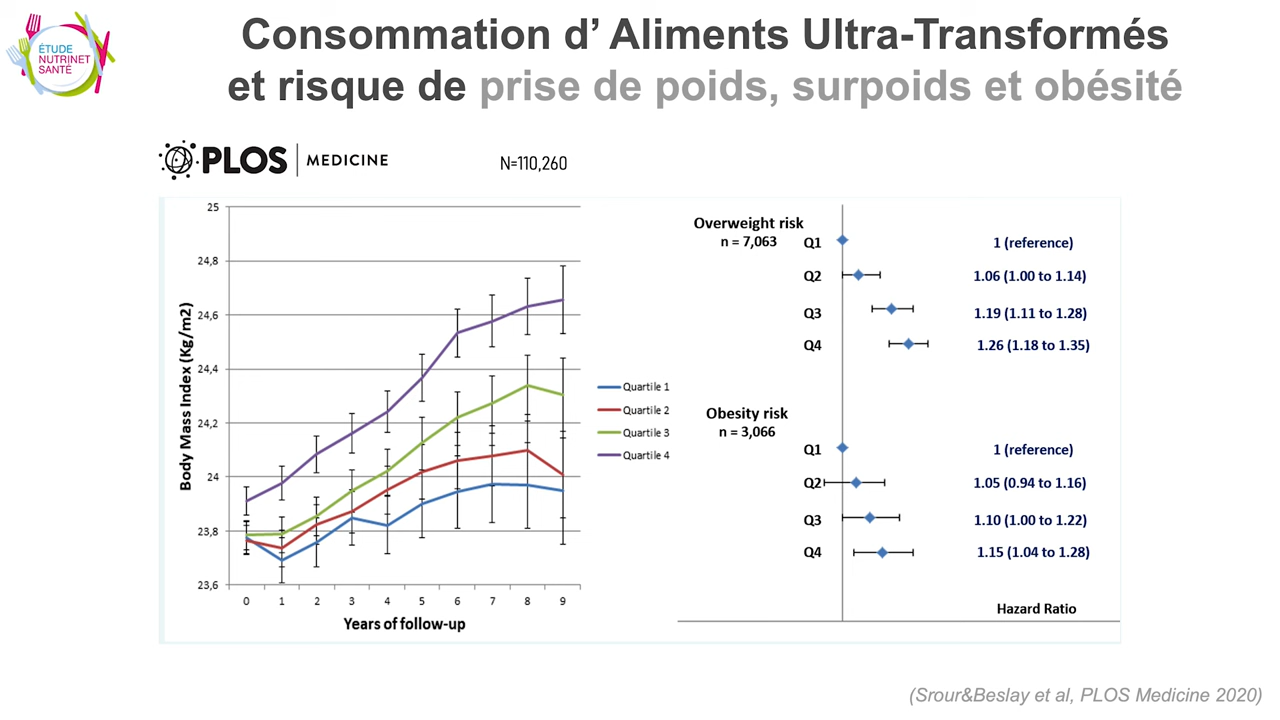 ÉTUDE
NUTRINET
SANTÉ
Consommation d’ Aliments Ultra-Transformés
et risque de prise de poids, surpoids et obésité
PLOS MEDICINE
N=110,260
25
24,8
24,6
24,4
24,2
24
23,8
23,6
Body Mass Index (Kg/m2)
0 1 2 3 4 5 6 7 8 9
Years of follow-up
Quartile 1
Quartile 2
Quartile 3
Quartile 4
Overweight risk
n = 7,063
Q1 1 (reference)
Q2 1.06 (1.00 to 1.14)
Q3 1.19 (1.11 to 1.28)
Q4 1.26 (1.18 to 1.35)
Obesity risk
n = 3,066
Q1 1 (reference)
Q2 1.05 (0.94 to 1.16)
Q3 1.10 (1.00 to 1.22)
Q4 1.15 (1.04 to 1.28)
Hazard Ratio
(Srour&Beslay et al, PLOS Medicine 2020)